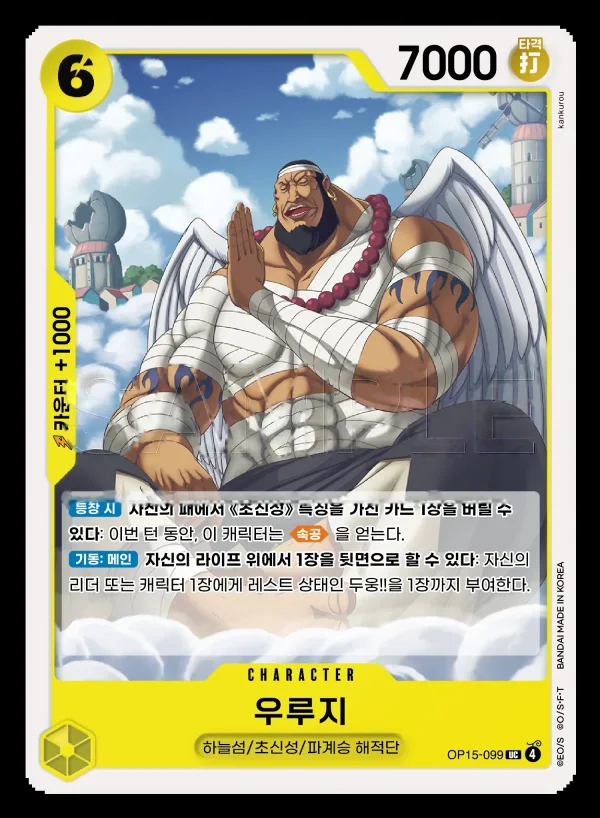 6
7000
타격
打
kankurou
카운터 +1000
SAMPLE
등장 시 자신의 패에서 《초신성》 특징을 가진 카드 1장을 버릴 수
있다: 이번 턴 동안, 이 캐릭터는 속공 을 얻는다.
기동: 메인 자신의 라이프 위에서 1장을 뒷면으로 할 수 있다: 자신의
리더 또는 캐릭터 1장에게 레스트 상태인 두웅!!을 1장까지 부여한다.
CHARACTER
우루지
하늘섬/초신성/파계승 해적단
OP15-099 UC 4
©EO/S ©O/S·F·T BANDAI MADE IN KOREA